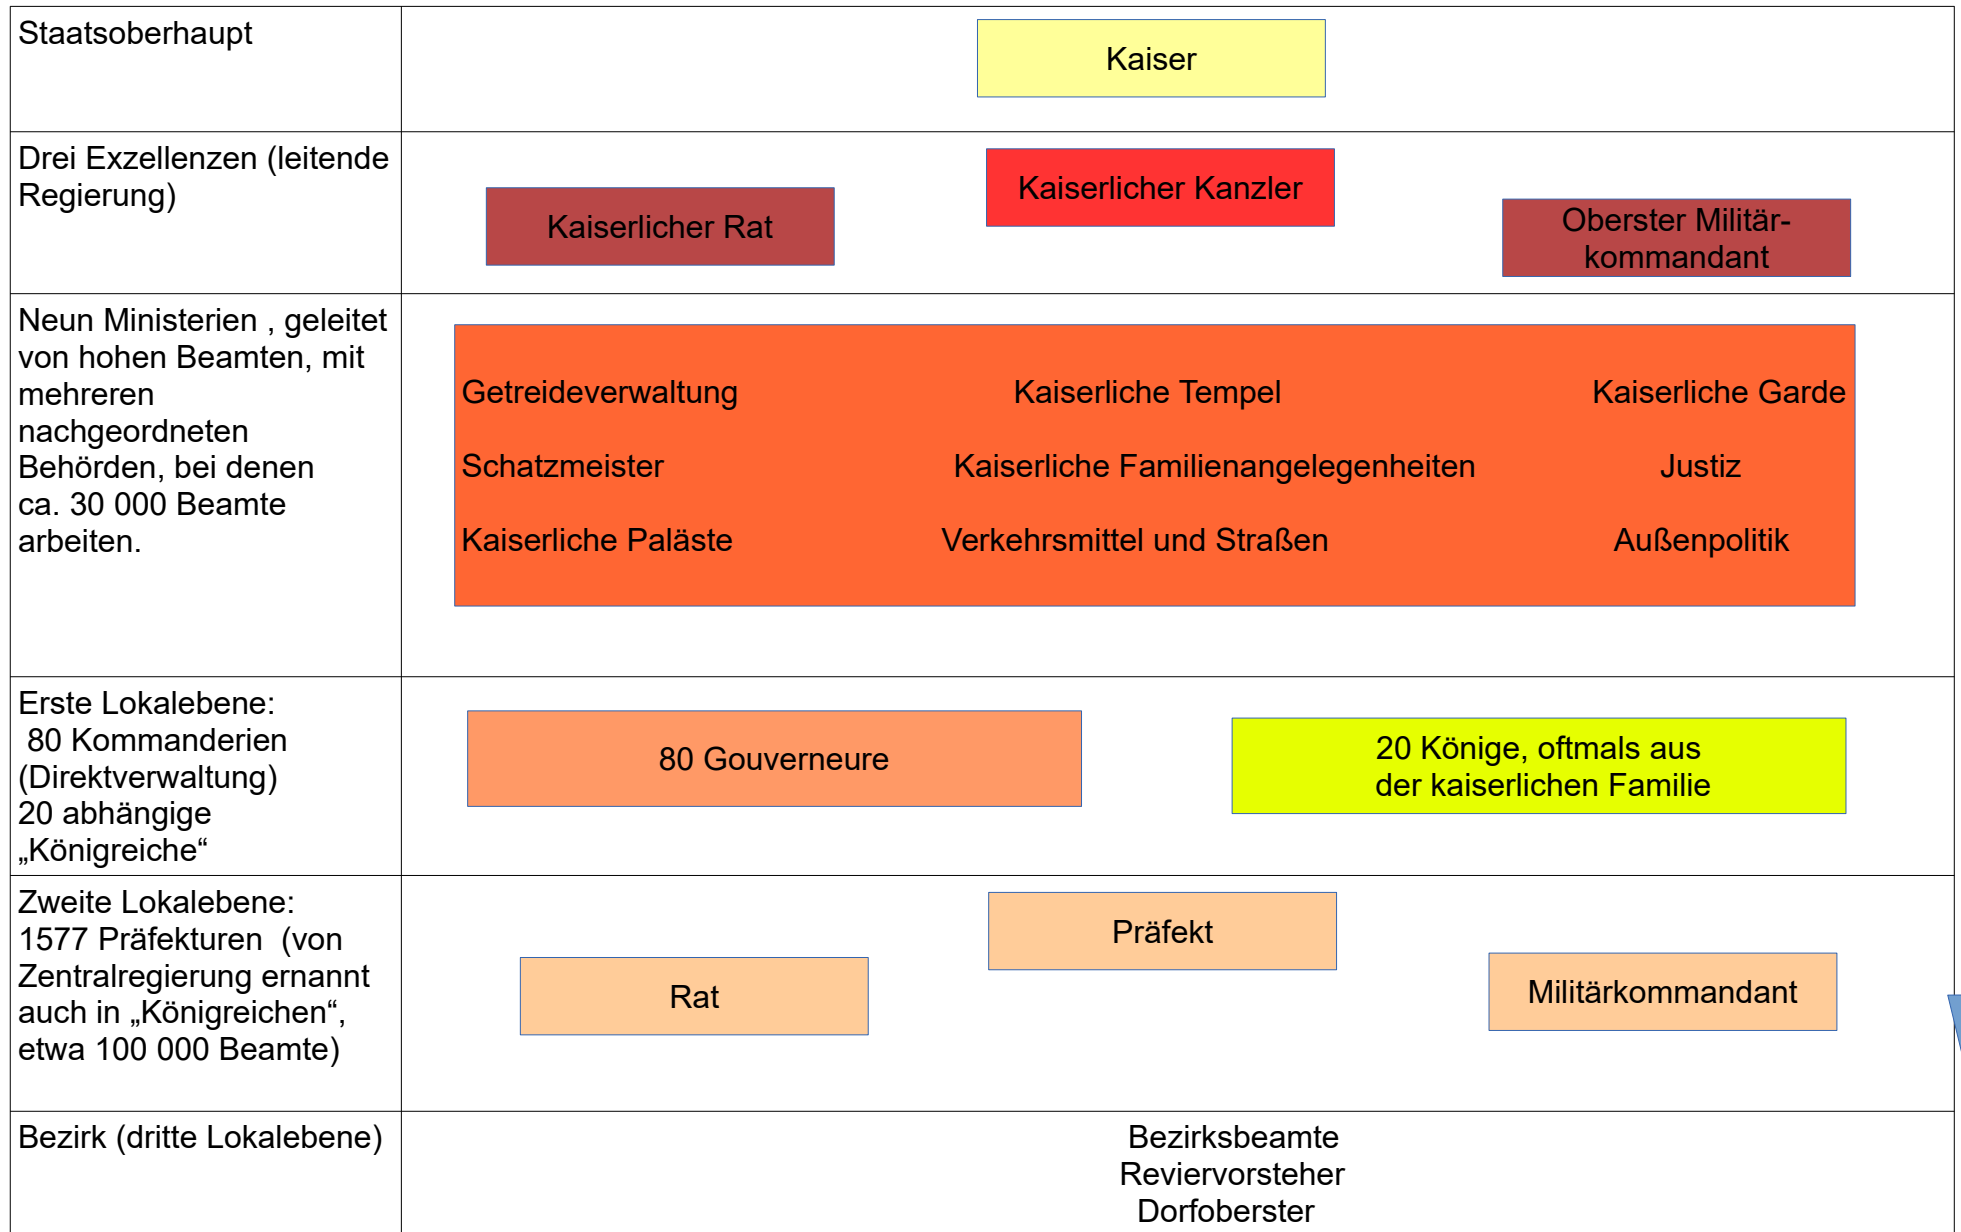 Staatsoberhaupt
Kaiser
Drei Exzellenzen (leitende
Regierung)
Kaiserlicher Rat
Kaiserlicher Kanzler
Oberster Militär-
kommandant
Neun Ministerien , geleitet
von hohen Beamten, mit
mehreren
nachgeordneten
Behörden, bei denen
ca. 30 000 Beamte
arbeiten.
Getreideverwaltung Kaiserliche Tempel Kaiserliche Garde
Schatzmeister Kaiserliche Familienangelegenheiten Justiz
Kaiserliche Paläste Verkehrsmittel und Straßen Außenpolitik
Erste Lokalebene:
80 Kommanderien
(Direktverwaltung)
20 abhängige
„Königreiche“
80 Gouverneure
20 Könige, oftmals aus
der kaiserlichen Familie
Zweite Lokalebene:
1577 Präfekturen (von
Zentralregierung ernannt
auch in „Königreichen“,
etwa 100 000 Beamte)
Rat
Präfekt
Militärkommandant
Bezirk (dritte Lokalebene)
Bezirksbeamte
Reviervorsteher
Dorfoberster